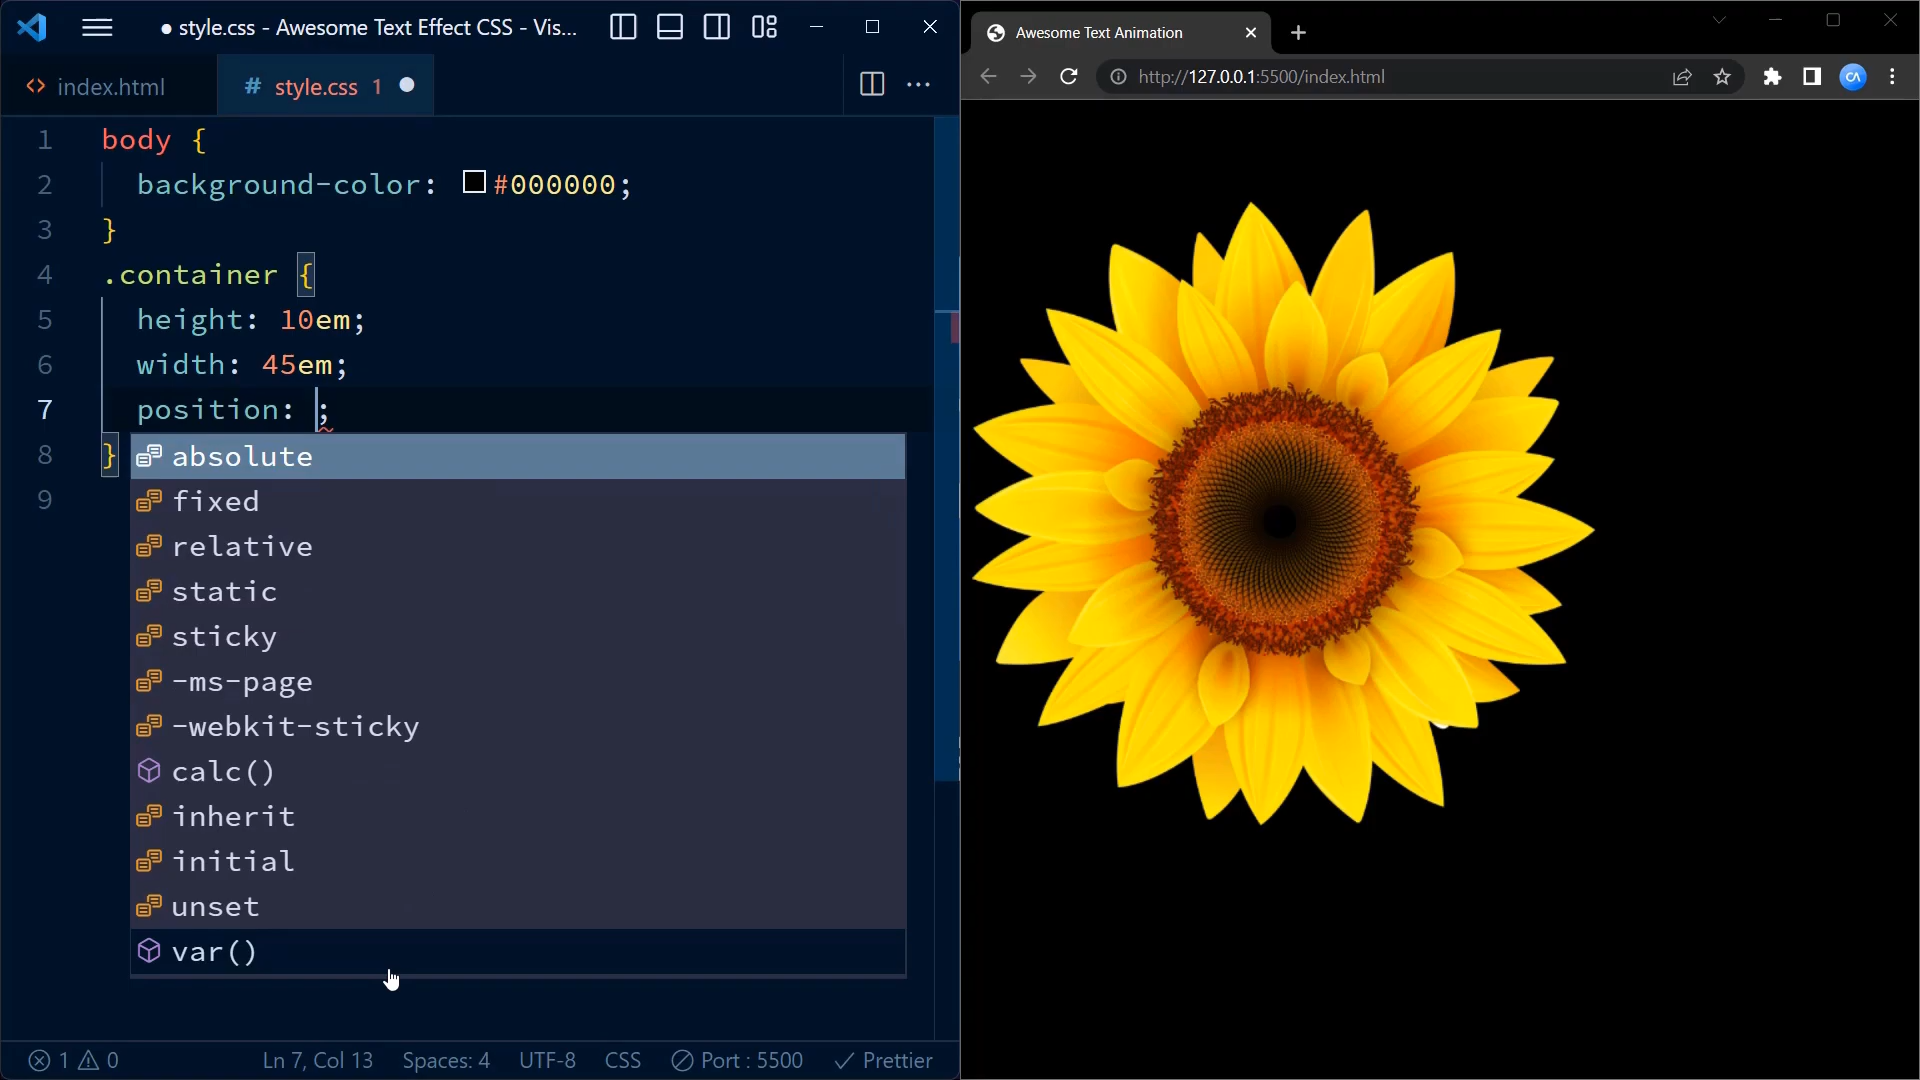 ● style.css - Awesome Text Effect CSS - Vis...
index.html
# style.css 1
1 body {
2 background-color: #000000;
3 }
4 .container {
5 height: 10em;
6 width: 45em;
7 position: ;
8 }
9
absolute
fixed
relative
static
sticky
-ms-page
-webkit-sticky
calc()
inherit
initial
unset
var()
1 0 Ln 7, Col 13 Spaces: 4 UTF-8 CSS Port : 5500 Prettier
Awesome Text Animation
http://127.0.0.1:5500/index.html
CA